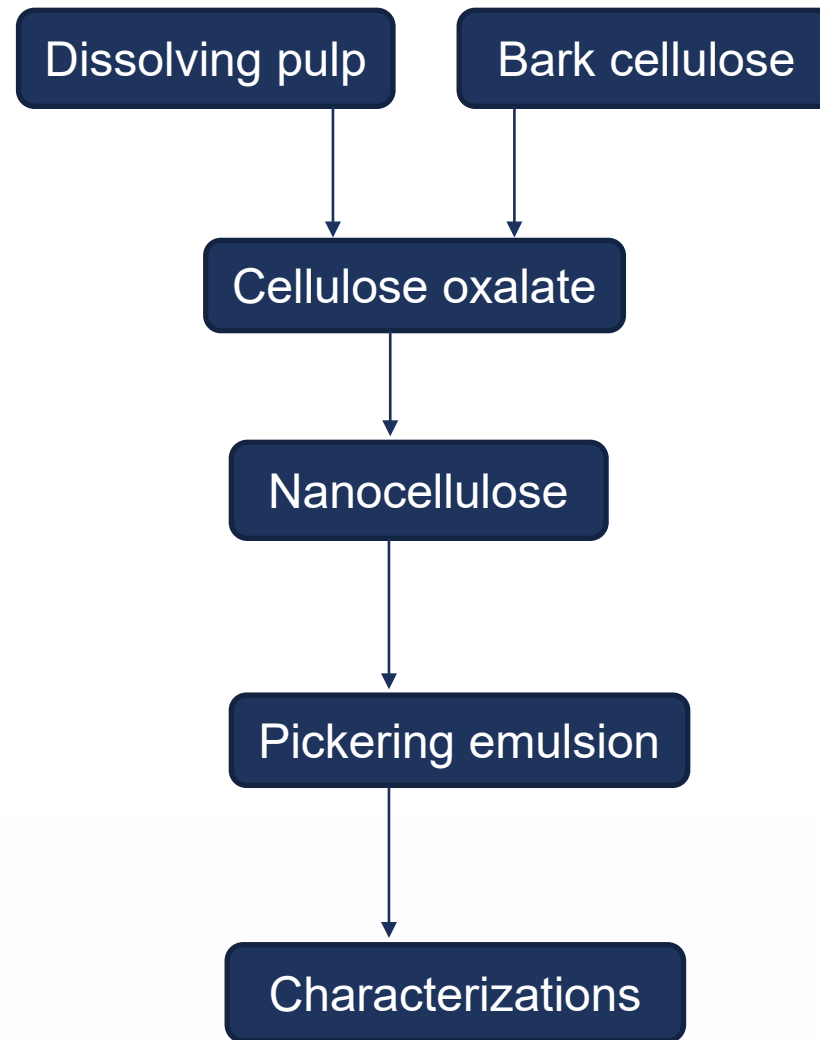 Dissolving pulp
Bark cellulose
Cellulose oxalate
Nanocellulose
Pickering emulsion
Characterizations